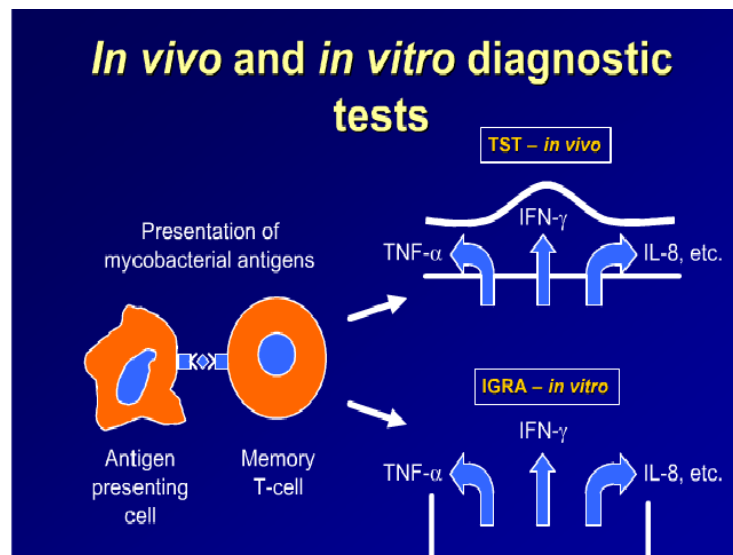 In vivo and in vitro diagnostic
tests
TST – in vivo
IFN-γ
TNF-α
IL-8, etc.
Presentation of
mycobacterial antigens
Antigen
presenting
cell
Memory
T-cell
IGRA – in vitro
IFN-γ
TNF-α
IL-8, etc.